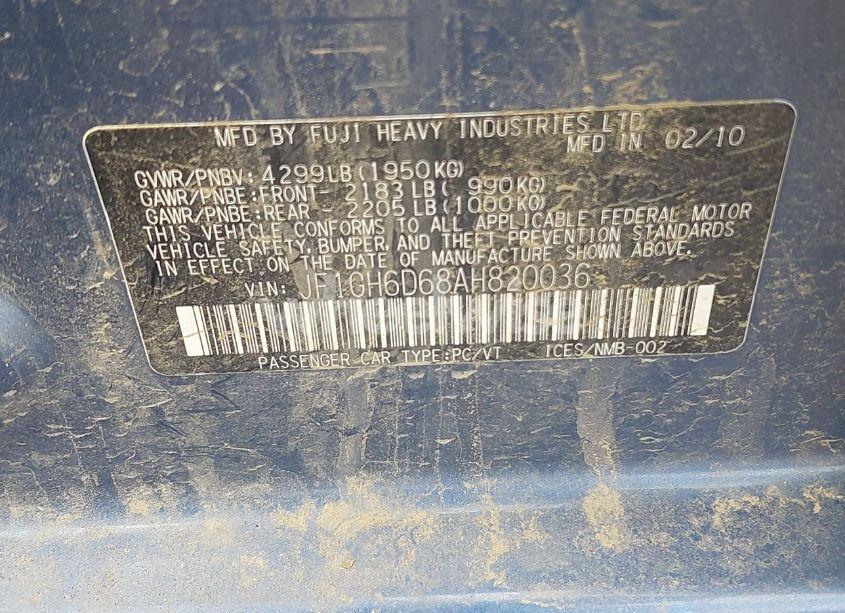 MFD BY FUJI HEAVY INDUSTRIES LTD
MFD IN 02/10
GVWR/PNBV: 4299LB(1950KG)
GAWR/PNBE:FRONT- 2183 LB( 990KG)
GAWR/PNBE:REAR - 2205 LB(1000KG)
THIS VEHICLE CONFORMS TO ALL APPLICABLE FEDERAL MOTOR
VEHICLE SAFETY, BUMPER, AND THEFT PREVENTION STANDARDS
IN EFFECT ON THE DATE OF MANUFACTURE SHOWN ABOVE.
VIN: JF1GH6D68AH820036
PASSENGER CAR TYPE:PC/VT ICES/NMB-002